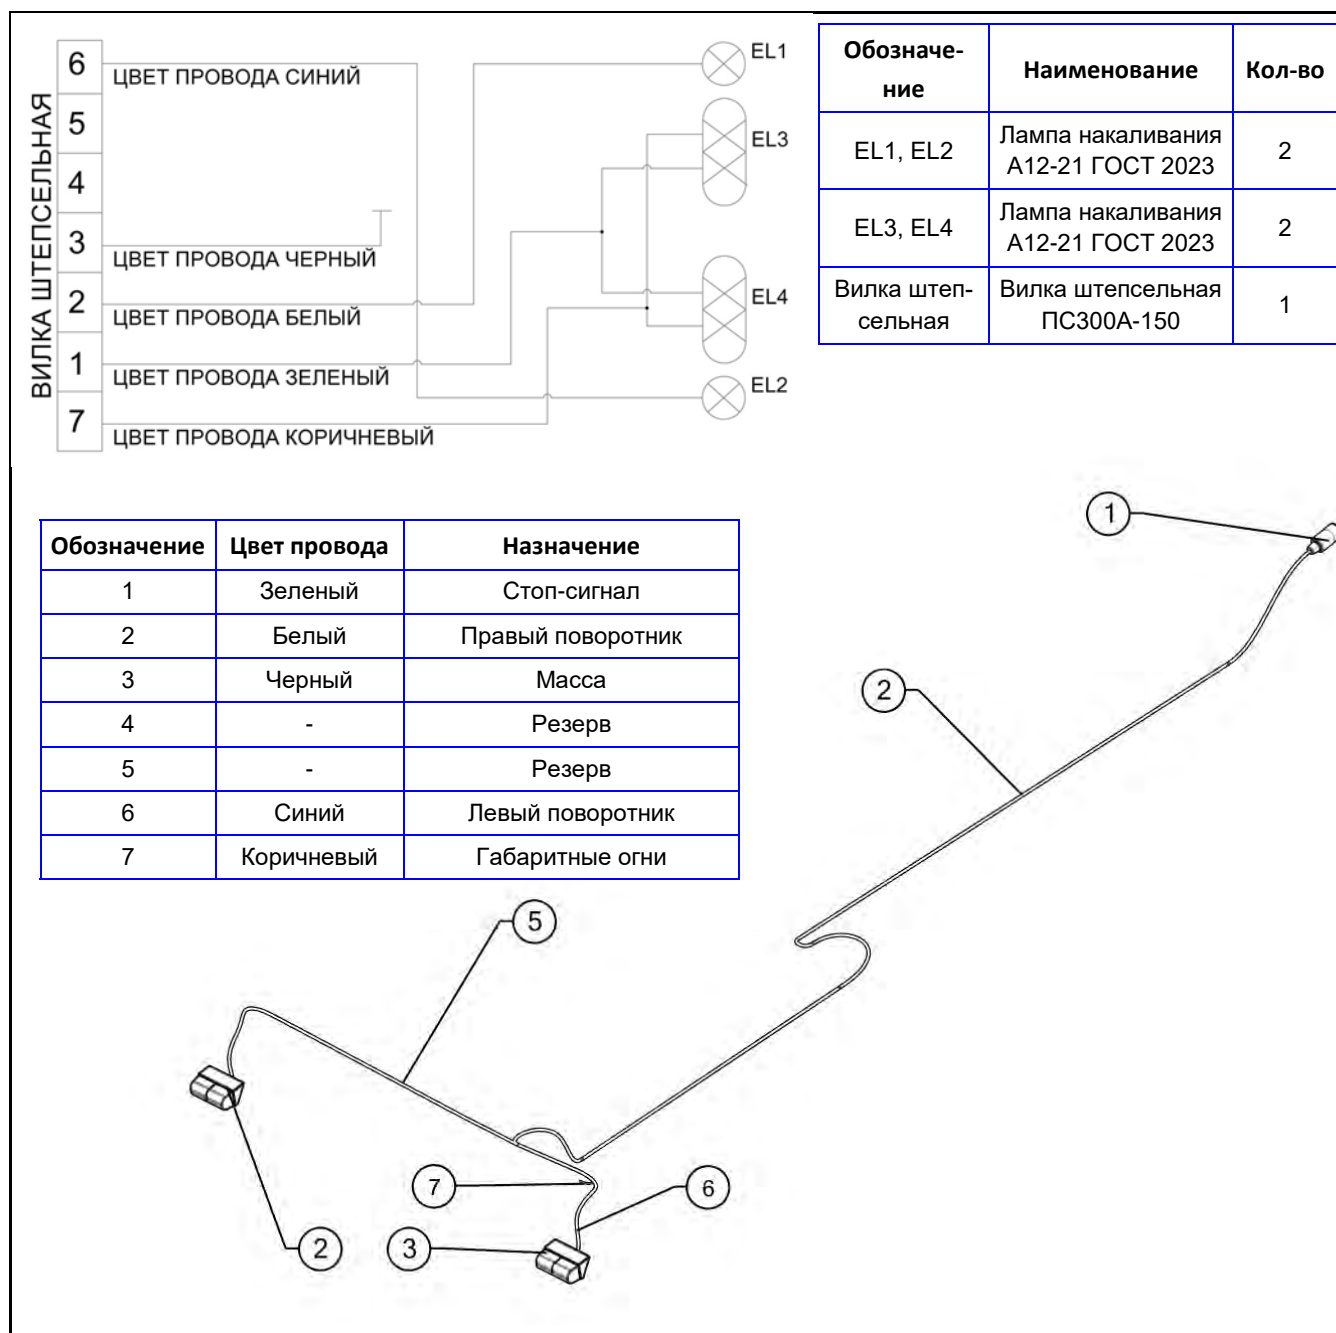 ВИЛКА ШТЕПСЕЛЬНАЯ
6
ЦВЕТ ПРОВОДА СИНИЙ
5
4
3
ЦВЕТ ПРОВОДА ЧЕРНЫЙ
2
ЦВЕТ ПРОВОДА БЕЛЫЙ
1
ЦВЕТ ПРОВОДА ЗЕЛЕНЫЙ
7
ЦВЕТ ПРОВОДА КОРИЧНЕВЫЙ
EL1
EL3
EL4
EL2
Обозначе-
ние
Наименование
Кол-во
EL1, EL2
Лампа накаливания
А12-21 ГОСТ 2023
2
EL3, EL4
Лампа накаливания
А12-21 ГОСТ 2023
2
Вилка штеп-
сельная
Вилка штепсельная
ПС300А-150
1
Обозначение Цвет провода Назначение
1 Зеленый Стоп-сигнал
2 Белый Правый поворотник
3 Черный Масса
4 - Резерв
5 - Резерв
6 Синий Левый поворотник
7 Коричневый Габаритные огни
1
2
5
7
6
2
3